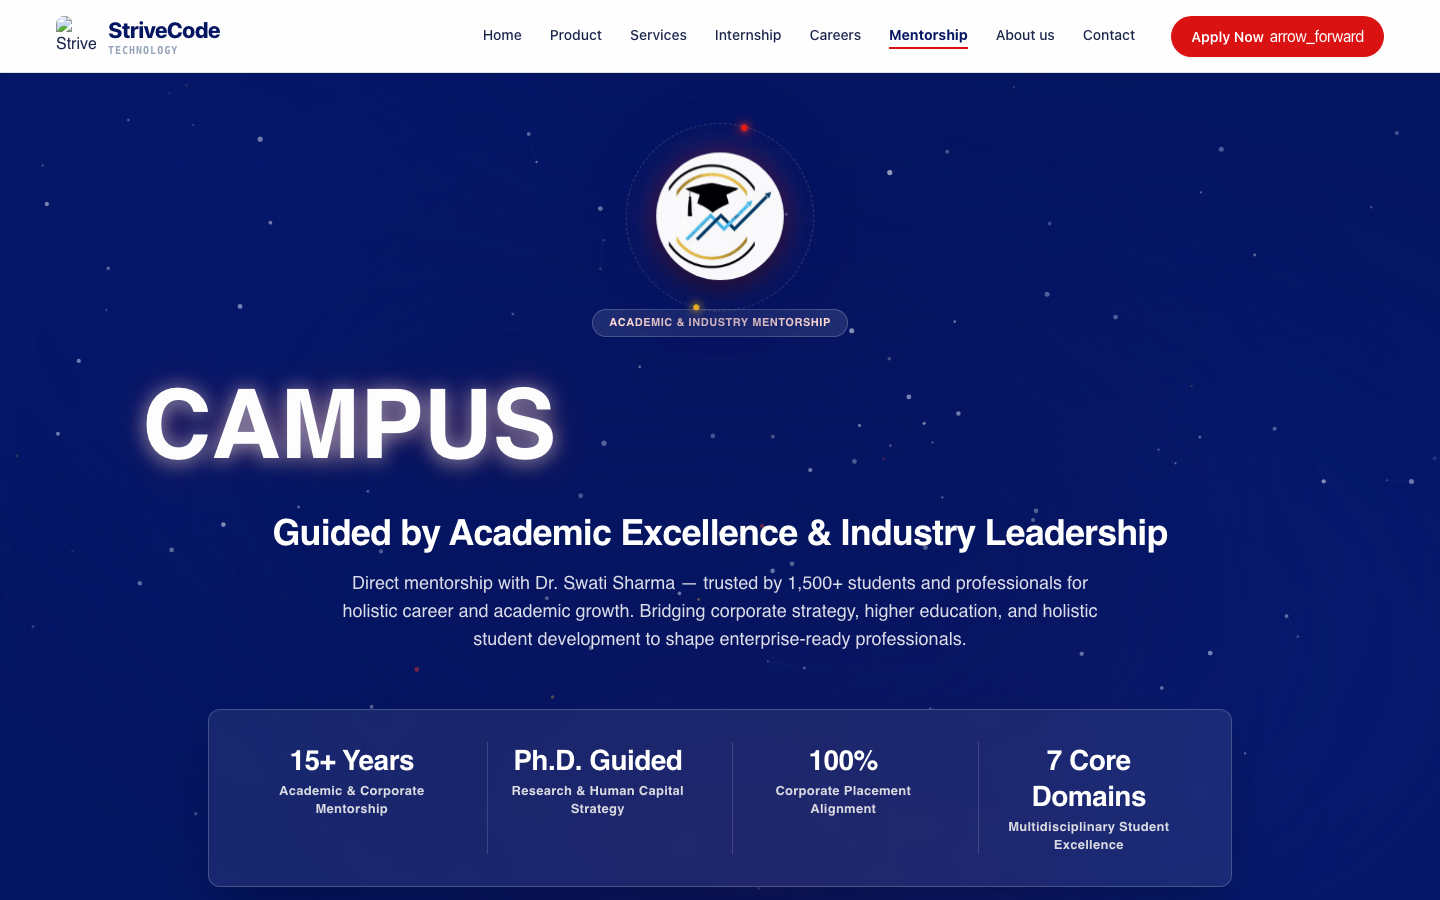 Strive
StriveCode
TECHNOLOGY
Home Product Services Internship Careers Mentorship About us Contact Apply Now arrow_forward
ACADEMIC & INDUSTRY MENTORSHIP
CAMPUS
Guided by Academic Excellence & Industry Leadership
Direct mentorship with Dr. Swati Sharma — trusted by 1,500+ students and professionals for
holistic career and academic growth. Bridging corporate strategy, higher education, and holistic
student development to shape enterprise-ready professionals.
15+ Years
Academic & Corporate
Mentorship
Ph.D. Guided
Research & Human Capital
Strategy
100%
Corporate Placement
Alignment
7 Core
Domains
Multidisciplinary Student
Excellence